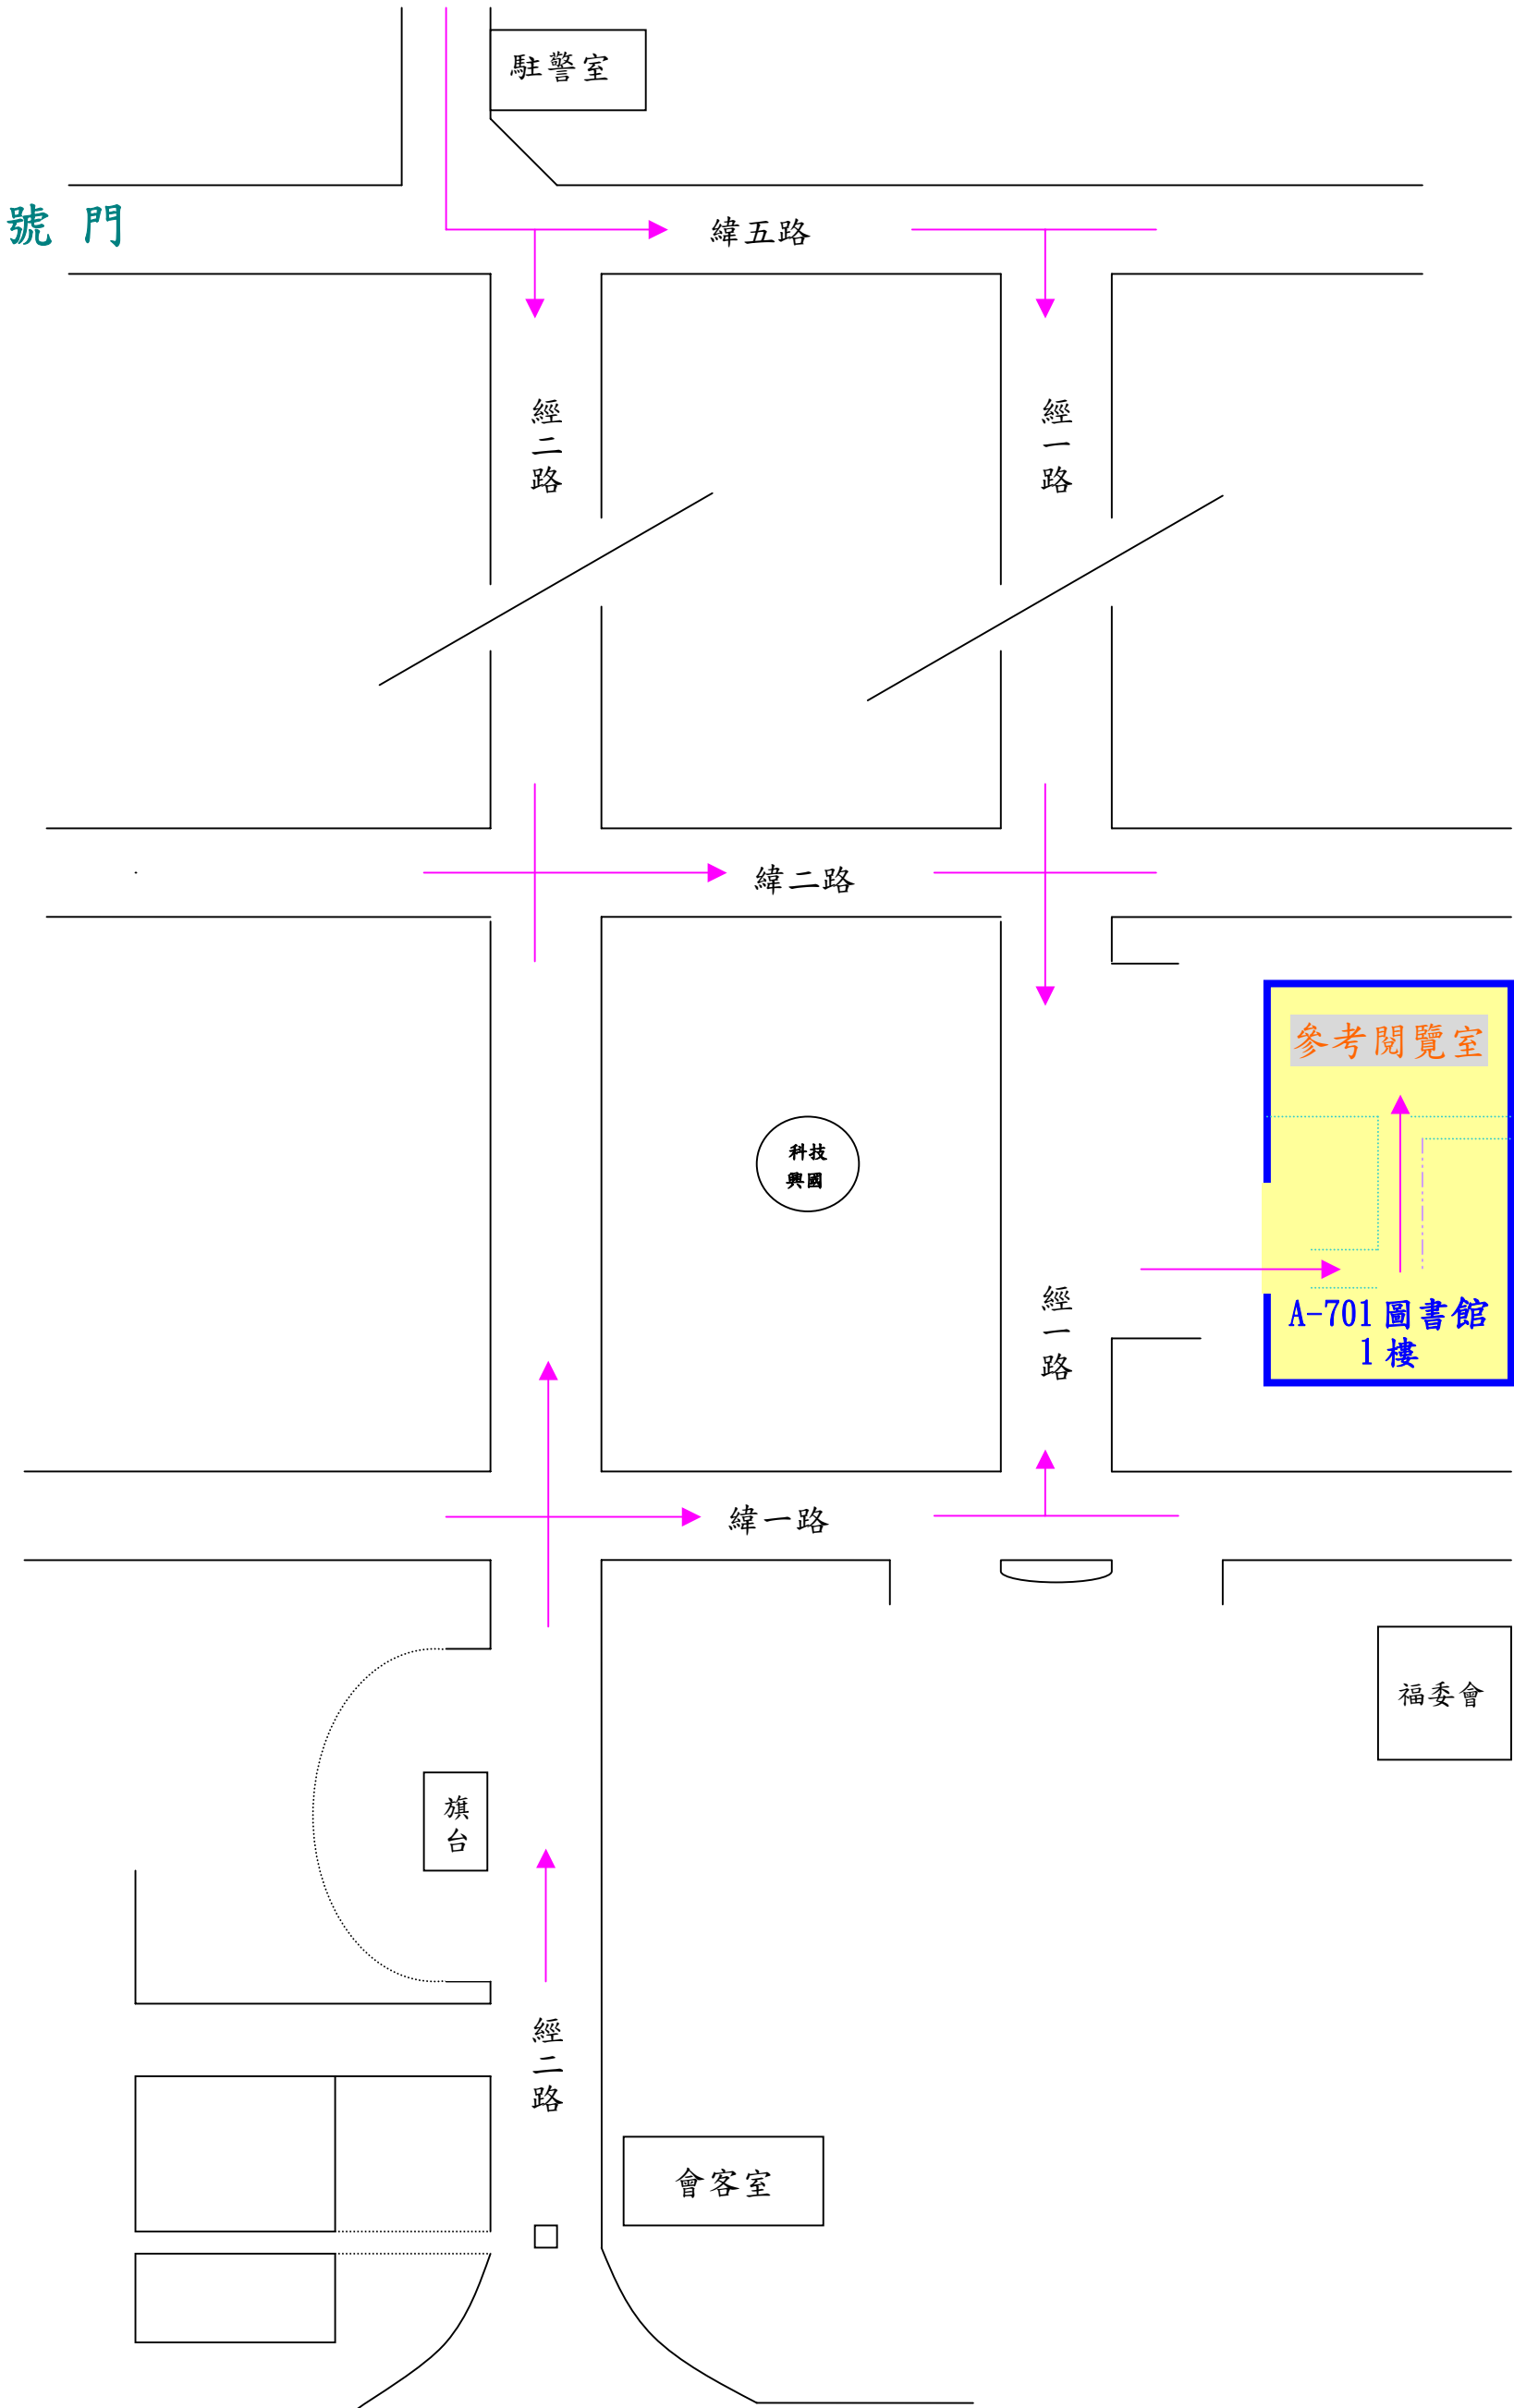 駐警室
號 門
緯五路
經二路
經一路
緯二路
參考閱覽室
科技
興國
經一路
A-701 圖書館
1 樓
緯一路
福委會
旗台
經二路
會客室